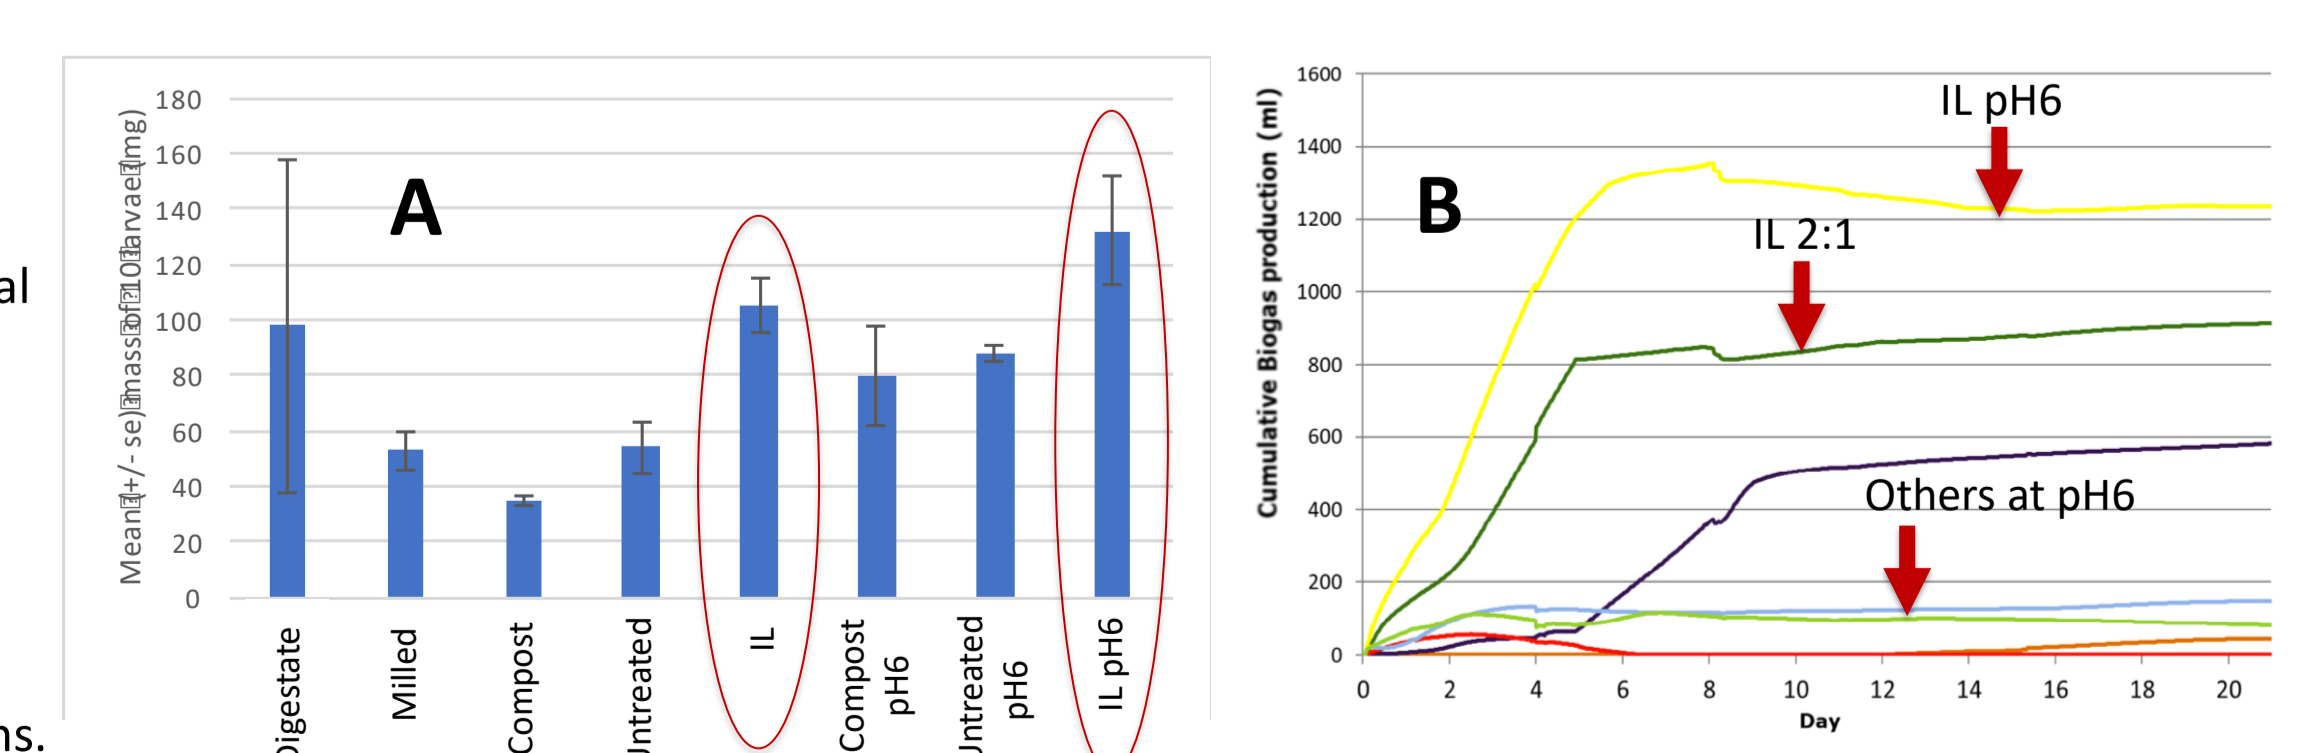 al
ns.
A
Mean (+/- se) mass of 10 larvae (mg)
180
160
140
120
100
80
60
40
20
0
Digestate
Milled
Compost
Untreated
IL
Compost
pH6
Untreated
pH6
IL pH6
B
Cumulative Biogas production (ml)
1600
1400
1200
1000
800
600
400
200
0
IL pH6
IL 2:1
Others at pH6
0 2 4 6 8 10 12 14 16 18 20
Day